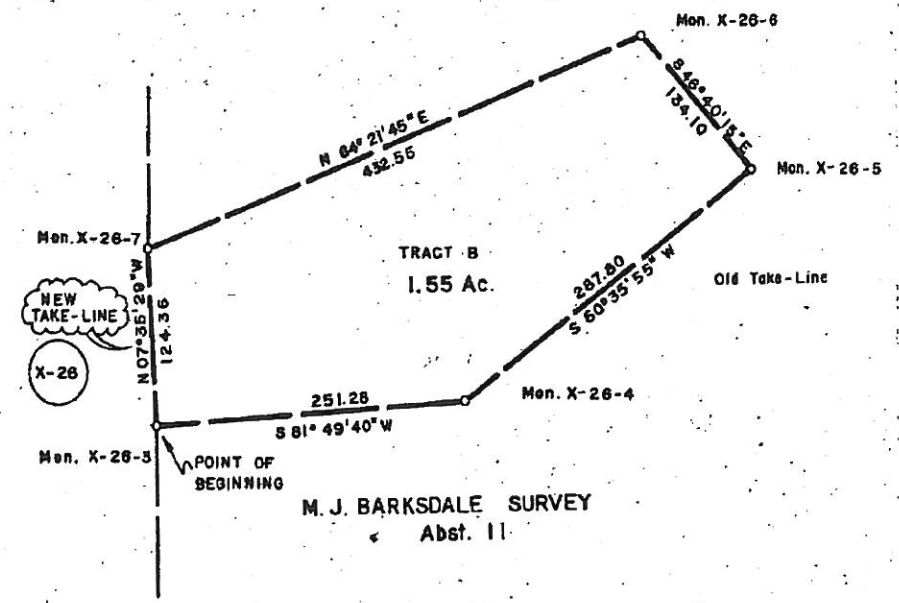 Mon. X-26-6
S 46° 40' 15" E
134.10
N 64° 21' 45" E
432.55
Mon. X-26-5
Mon. X-26-7
TRACT B
1.55 Ac.
287.80
S 60° 35' 55" W
Old Take-Line
NEW
TAKE-LINE
N 07° 35' 29" W
124.36
X-26
251.28
S 81° 49' 40" W
Mon. X-26-4
Mon. X-26-3
POINT OF
BEGINNING
M. J. BARKSDALE SURVEY
Abst. 11